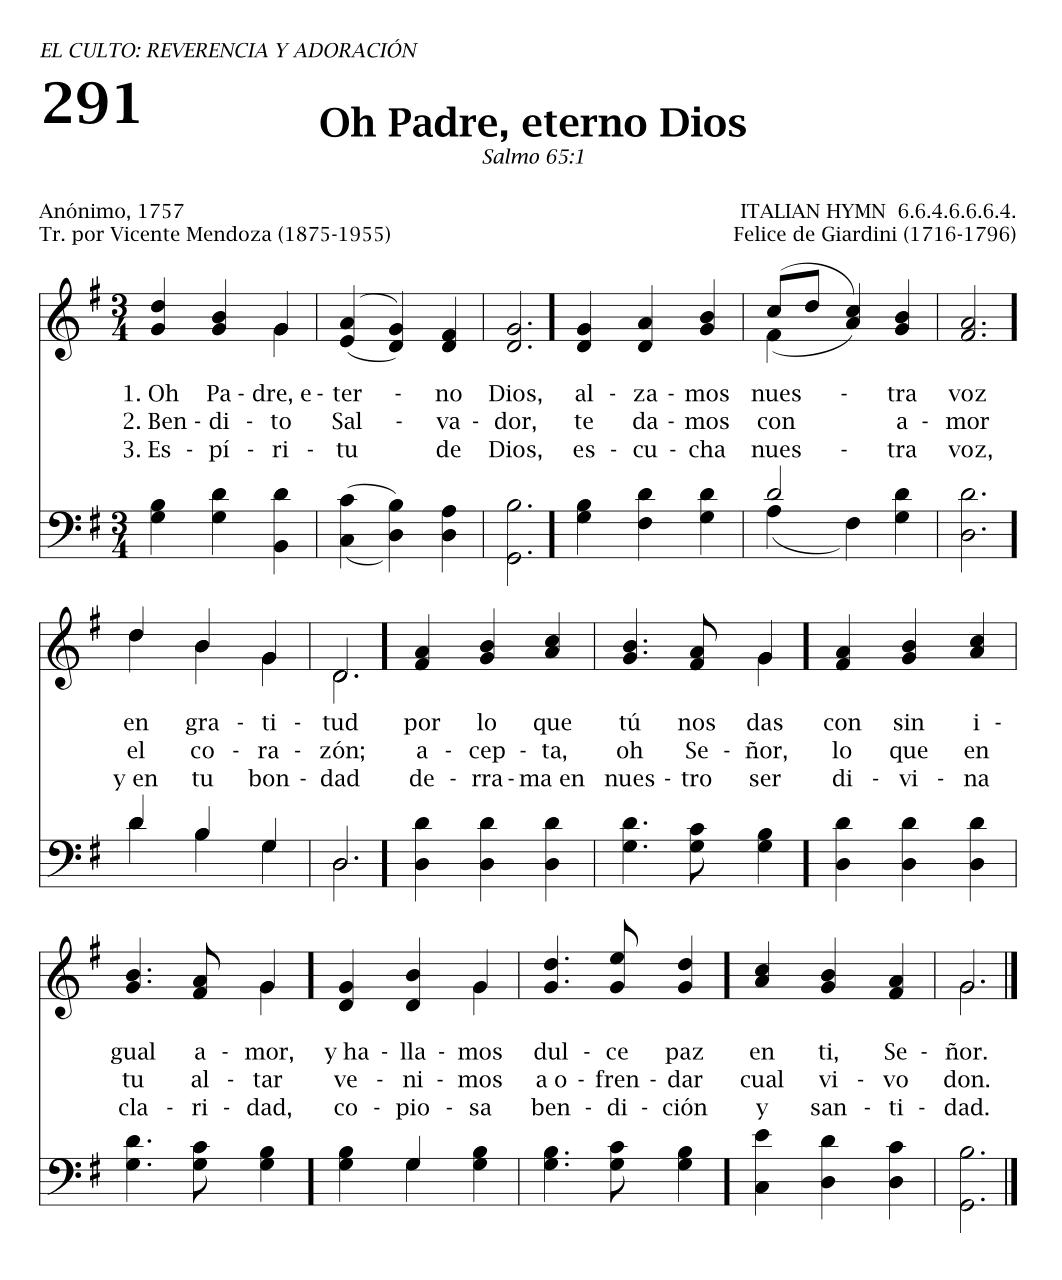 EL CULTO: REVERENCIA Y ADORACIÓN
291
Oh Padre, eterno Dios
Salmo 65:1
Anónimo, 1757
ITALIAN HYMN 6.6.4.6.6.6.4.
Tr. por Vicente Mendoza (1875-1955)
Felice de Giardini (1716-1796)
3
4
1. Oh Pa - dre, e - ter - no Dios, al - za - mos nues - tra voz
2. Ben - di - to Sal - va - dor, te da - mos con a - mor
3. Es - pí - ri - tu de Dios, es - cu - cha nues - tra voz,
3
4
en gra - ti - tud por lo que tú nos das con sin i -
el co - ra - zón; a - cep - ta, oh Se - ñor, lo que en
y en tu bon - dad de - rra - ma en nues - tro ser di - vi - na
gual a - mor, y ha - lla - mos dul - ce paz en ti, Se - ñor.
tu al - tar ve - ni - mos a o - fren - dar cual vi - vo don.
cla - ri - dad, co - pio - sa ben - di - ción y san - ti - dad.